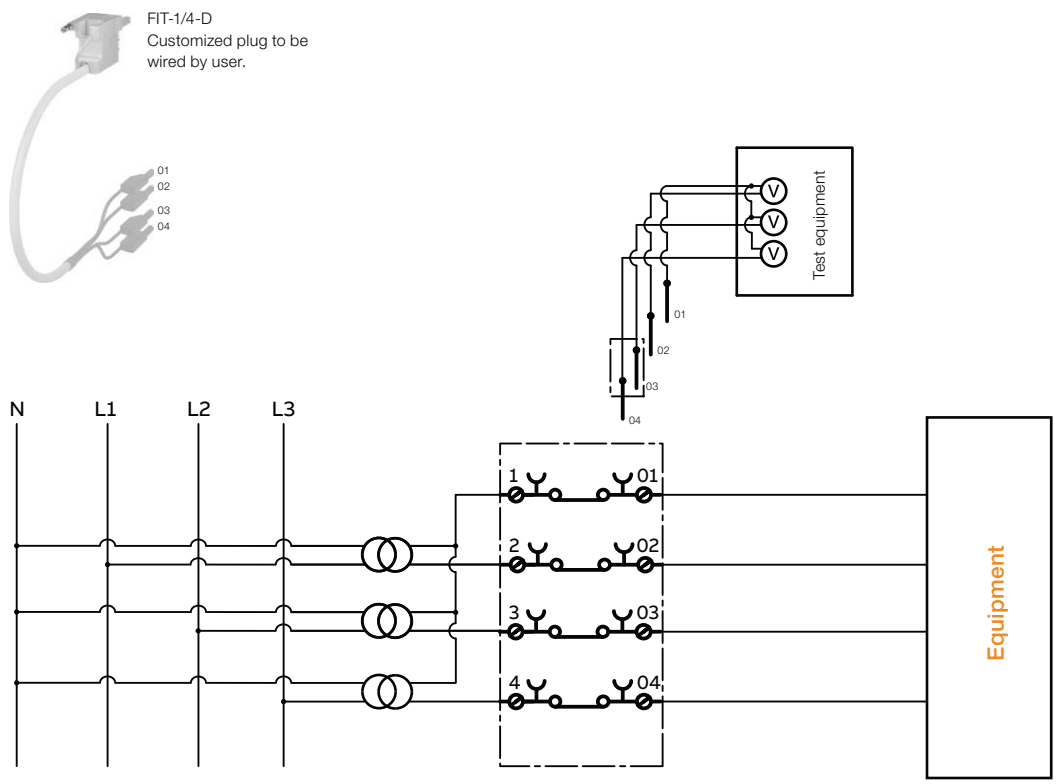 FIT-1/4-D
Customized plug to be
wired by user.
01
02
03
04
V
V
V
Test equipment
01
02
03
04
N L1 L2 L3
1 01
2 02
3 03
4 04
Equipment